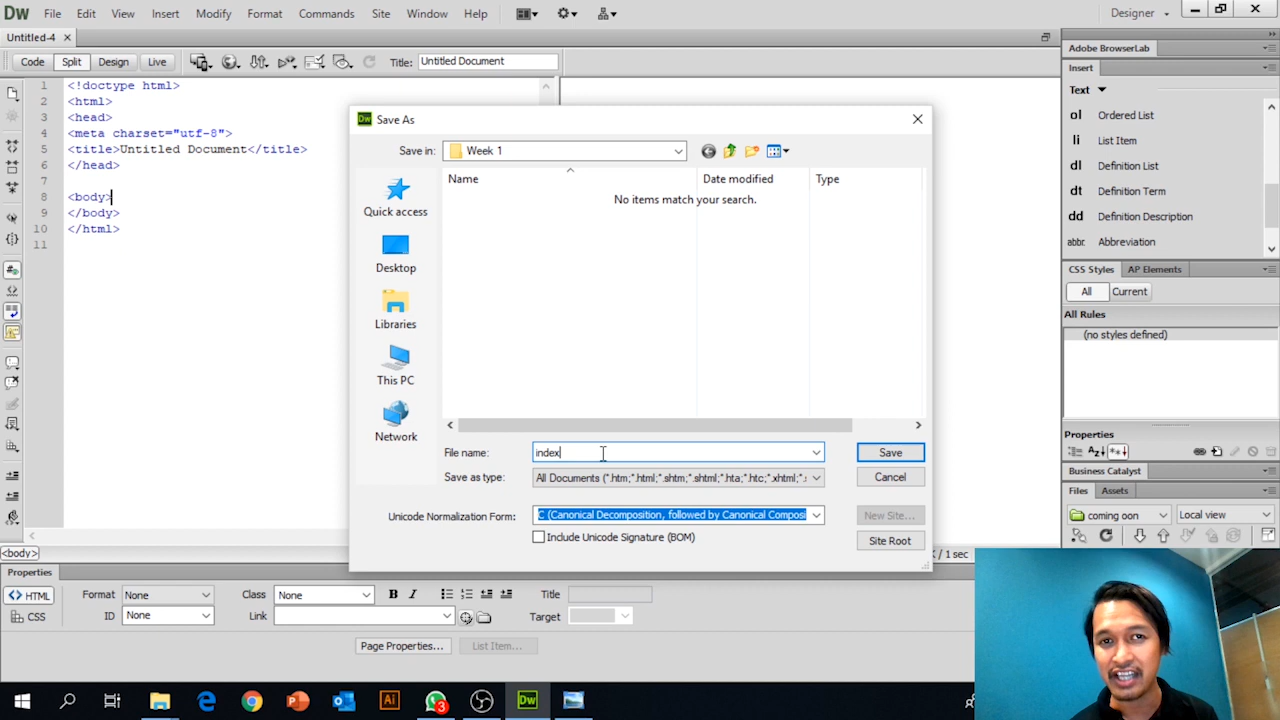 Dw File Edit View Insert Modify Format Commands Site Window Help Designer
Untitled-4
Code Split Design Live Title: Untitled Document
1 <!doctype html>
2 <html>
3 <head>
4 <meta charset="utf-8">
5 <title>Untitled Document</title>
6 </head>
7
8 <body>
9 </body>
10 </html>
11
Dw Save As
Save in: Week 1
Quick access
Desktop
Libraries
This PC
Network
Name Date modified Type
No items match your search.
File name: index Save
Save as type: All Documents (*.htm;*.html;*.shtm;*.shtml;*.hta;*.htc;*.xhtml;*. Cancel
Unicode Normalization Form: C (Canonical Decomposition, followed by Canonical Composi New Site...
Include Unicode Signature (BOM) Site Root
Adobe BrowserLab
Insert
Text
ol Ordered List
li List Item
dl Definition List
dt Definition Term
dd Definition Description
abbr. Abbreviation
CSS Styles AP Elements
All Current
All Rules
(no styles defined)
Properties
Business Catalyst
Files Assets
coming oon Local view
<body> / 1 sec
Properties
<> HTML Format None Class None B I Title
CSS ID None Link Target
Page Properties... List Item...
Ai 3 Dw